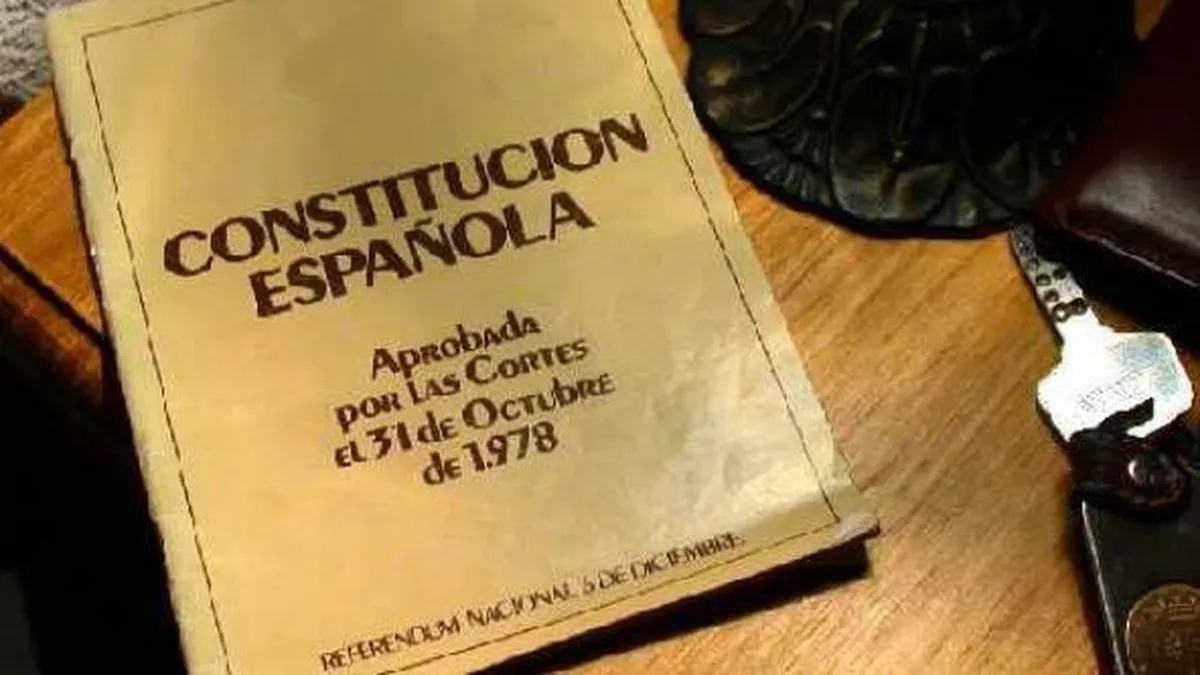 CONSTITUCION
ESPAÑOLA
Aprobada
por las Cortes
el 31 de Octubre
de 1.978
REFERENDUM NACIONAL 6 DE DICIEMBRE